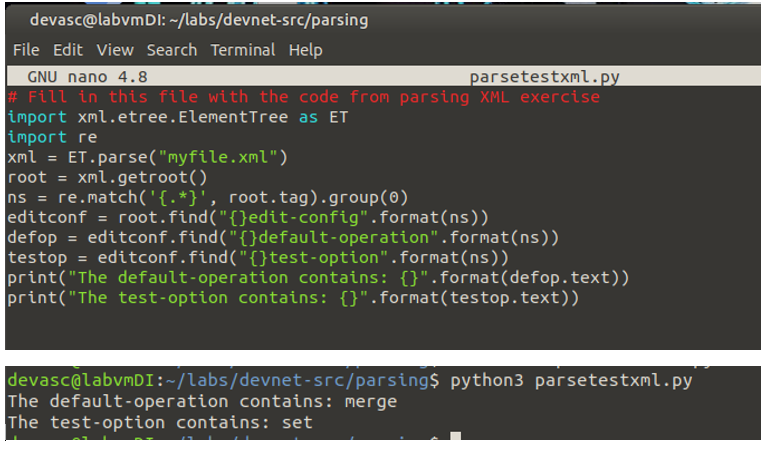 devasc@labvmDI: ~/labs/devnet-src/parsing
File Edit View Search Terminal Help
GNU nano 4.8 parsetestxml.py
# Fill in this file with the code from parsing XML exercise
import xml.etree.ElementTree as ET
import re
xml = ET.parse("myfile.xml")
root = xml.getroot()
ns = re.match('{.*}', root.tag).group(0)
editconf = root.find("{}edit-config".format(ns))
defop = editconf.find("{}default-operation".format(ns))
testop = editconf.find("{}test-option".format(ns))
print("The default-operation contains: {}".format(defop.text))
print("The test-option contains: {}".format(testop.text))
devasc@labvmDI:~/labs/devnet-src/parsing$ python3 parsetestxml.py
The default-operation contains: merge
The test-option contains: set